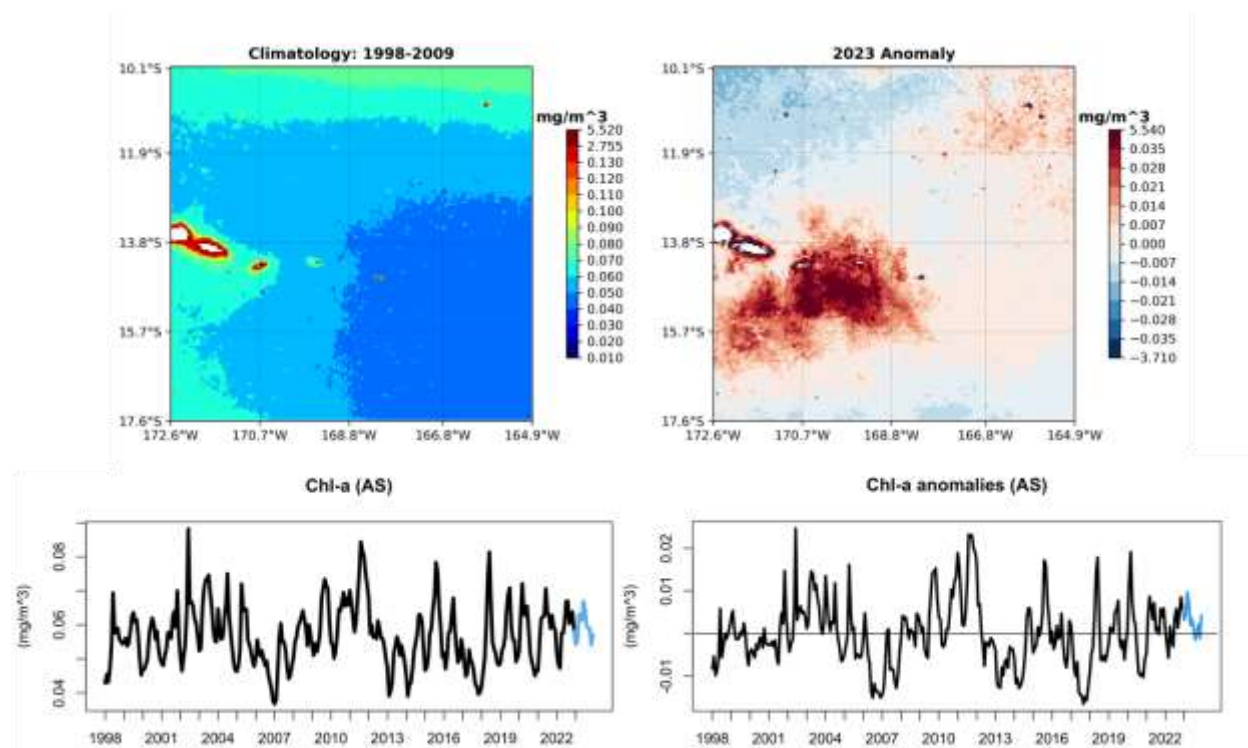 Climatology: 1998-2009
10.1°S
11.9°S
13.8°S
15.7°S
17.6°S
172.6°W 170.7°W 168.8°W 166.8°W 164.9°W
mg/m^3
5.520
2.755
0.130
0.120
0.110
0.100
0.090
0.080
0.070
0.060
0.050
0.040
0.030
0.020
0.010
2023 Anomaly
10.1°S
11.9°S
13.8°S
15.7°S
17.6°S
172.6°W 170.7°W 168.8°W 166.8°W 164.9°W
mg/m^3
5.540
0.035
0.028
0.021
0.014
0.007
0.000
−0.007
−0.014
−0.021
−0.028
−0.035
−3.710
Chl-a (AS)
(mg/m^3)
0.08
0.06
0.04
1998 2001 2004 2007 2010 2013 2016 2019 2022
Chl-a anomalies (AS)
(mg/m^3)
0.02
0.01
-0.01
1998 2001 2004 2007 2010 2013 2016 2019 2022